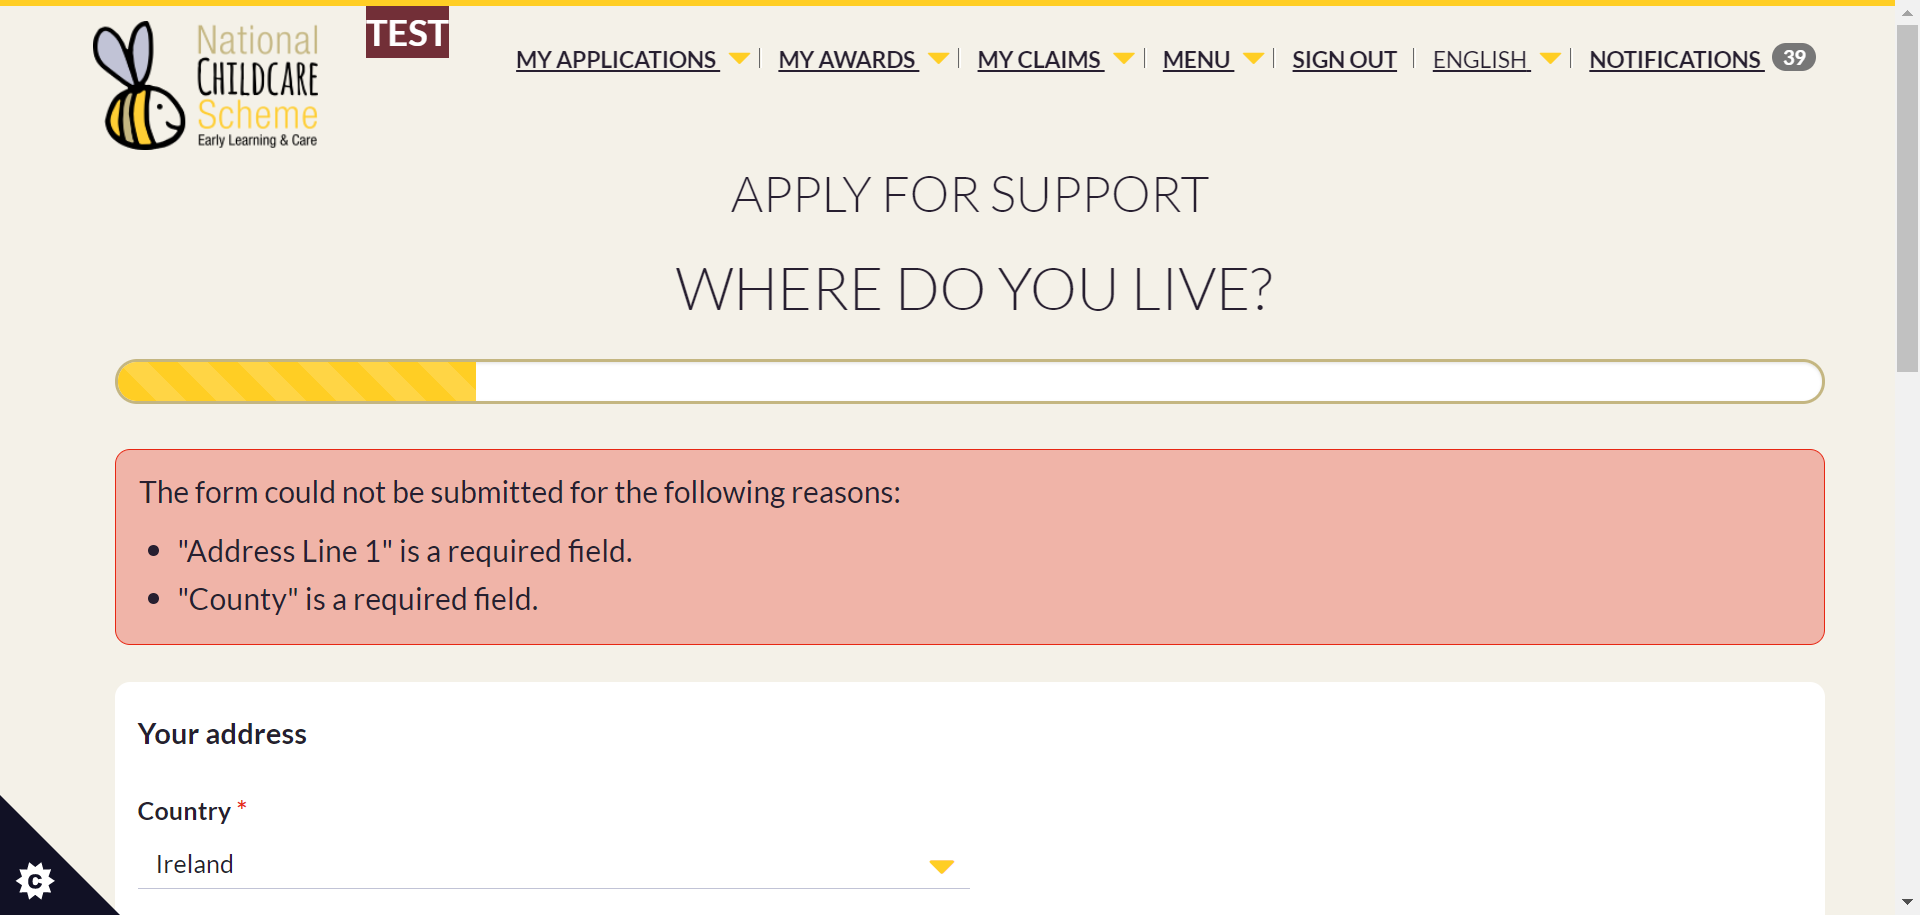 National
CHILDCARE
Scheme
Early Learning & Care
TEST
MY APPLICATIONS
MY AWARDS
MY CLAIMS
MENU
SIGN OUT
ENGLISH
NOTIFICATIONS 39
APPLY FOR SUPPORT
WHERE DO YOU LIVE?
The form could not be submitted for the following reasons:
• "Address Line 1" is a required field.
• "County" is a required field.
Your address
Country *
Ireland
C